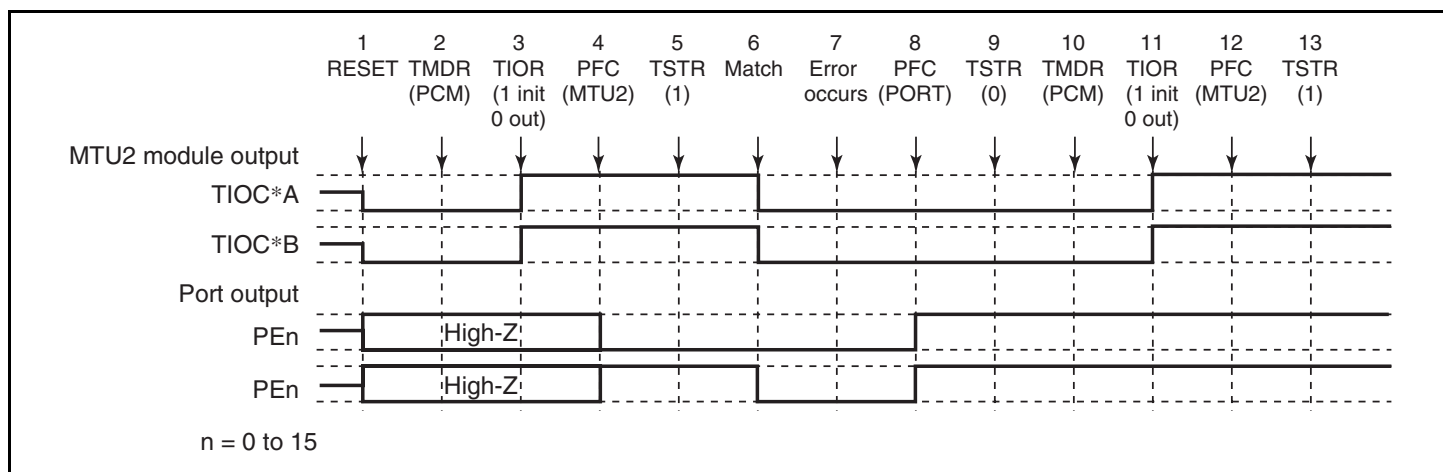 1 2 3 4 5 6 7 8 9 10 11 12 13
RESET TMDR TIOR PFC TSTR Match Error PFC TSTR TMDR TIOR PFC TSTR
(PCM) (1 init (MTU2) (1) occurs (PORT) (0) (PCM) (1 init (MTU2) (1)
0 out) 0 out)
MTU2 module output
TIOC*A
TIOC*B
Port output
PEn High-Z
PEn High-Z
n = 0 to 15